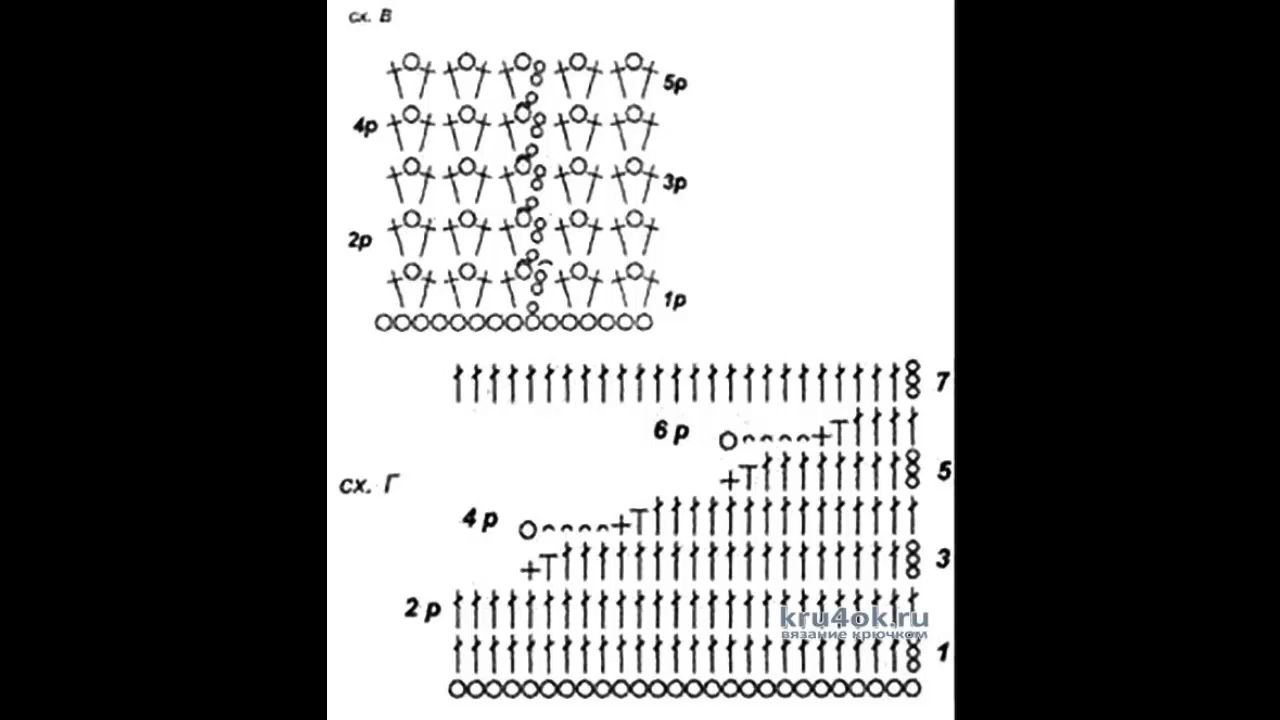 сх. В
5р
4р
3р
2р
1р
7
6 р
5
сх. Г
4 р
3
2 р
kru4ok.ru
вязание крючком
1